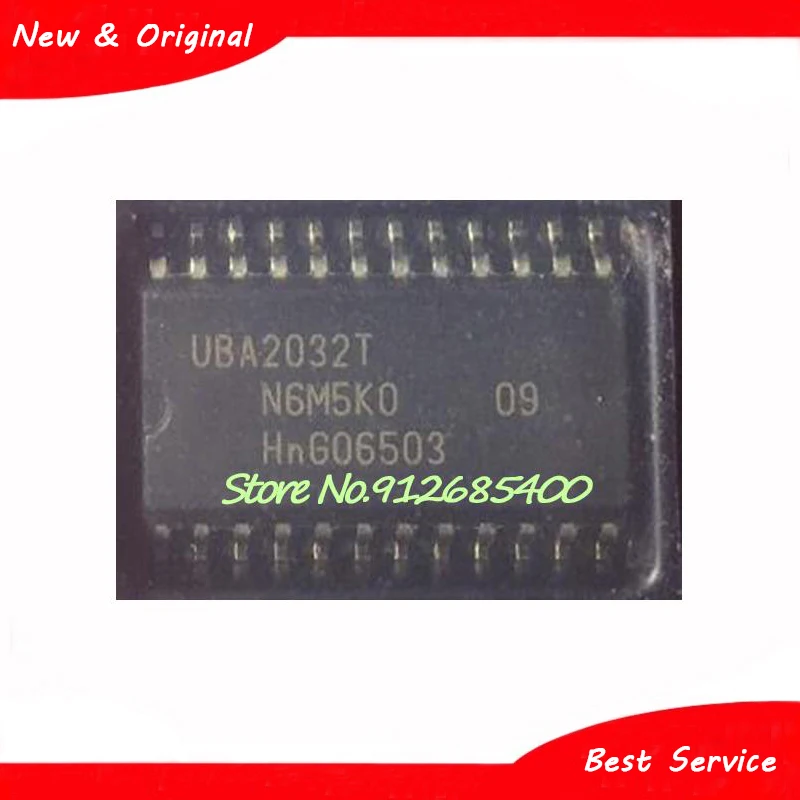 New & Original
UBA2032T
N6M5K0 09
HnG06503
Store No.912685400
Best Service